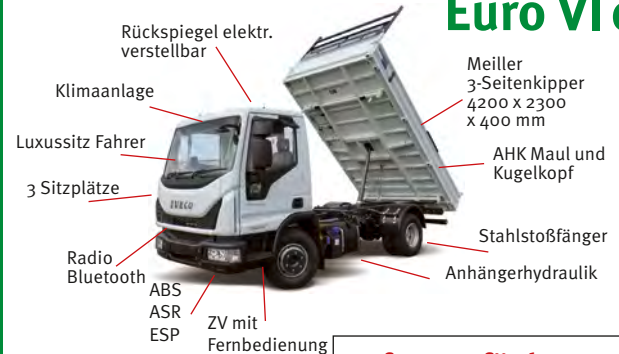 Euro VI
Rückspiegel elektr.
verstellbar
Klimaanlage
Luxussitz Fahrer
3 Sitzplätze
Radio
Bluetooth
ABS
ASR
ESP
ZV mit
Fernbedienung
Meiller
3-Seitenkipper
4200 x 2300
x 400 mm
AHK Maul und
Kugelkopf
Stahlstoßfänger
Anhängerhydraulik
IVECO